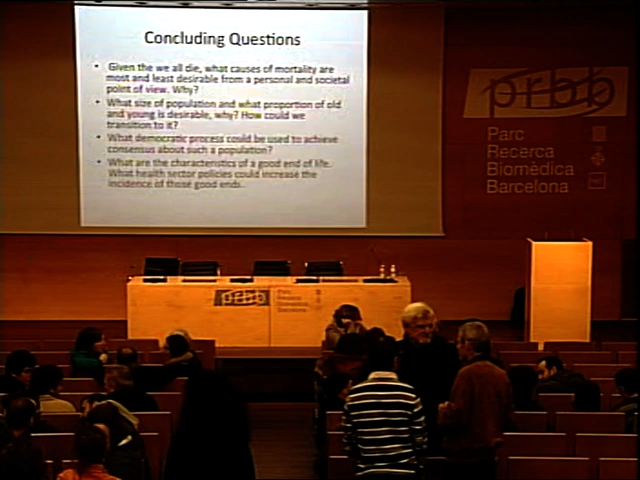 Concluding Questions
• Given the we all die, what causes of mortality are
most and least desirable from a personal and societal
point of view. Why?
• What size of population and what proportion of old
and young is desirable, why? How could we
transition to it?
• What democratic process could be used to achieve
consensus about such a population?
• What are the characteristics of a good end of life.
What health sector policies could increase the
incidence of those good ends.
prbb
Parc
Recerca
Biomèdica
Barcelona
prbb
Parc
Recerca
Biomèdica
Barcelona